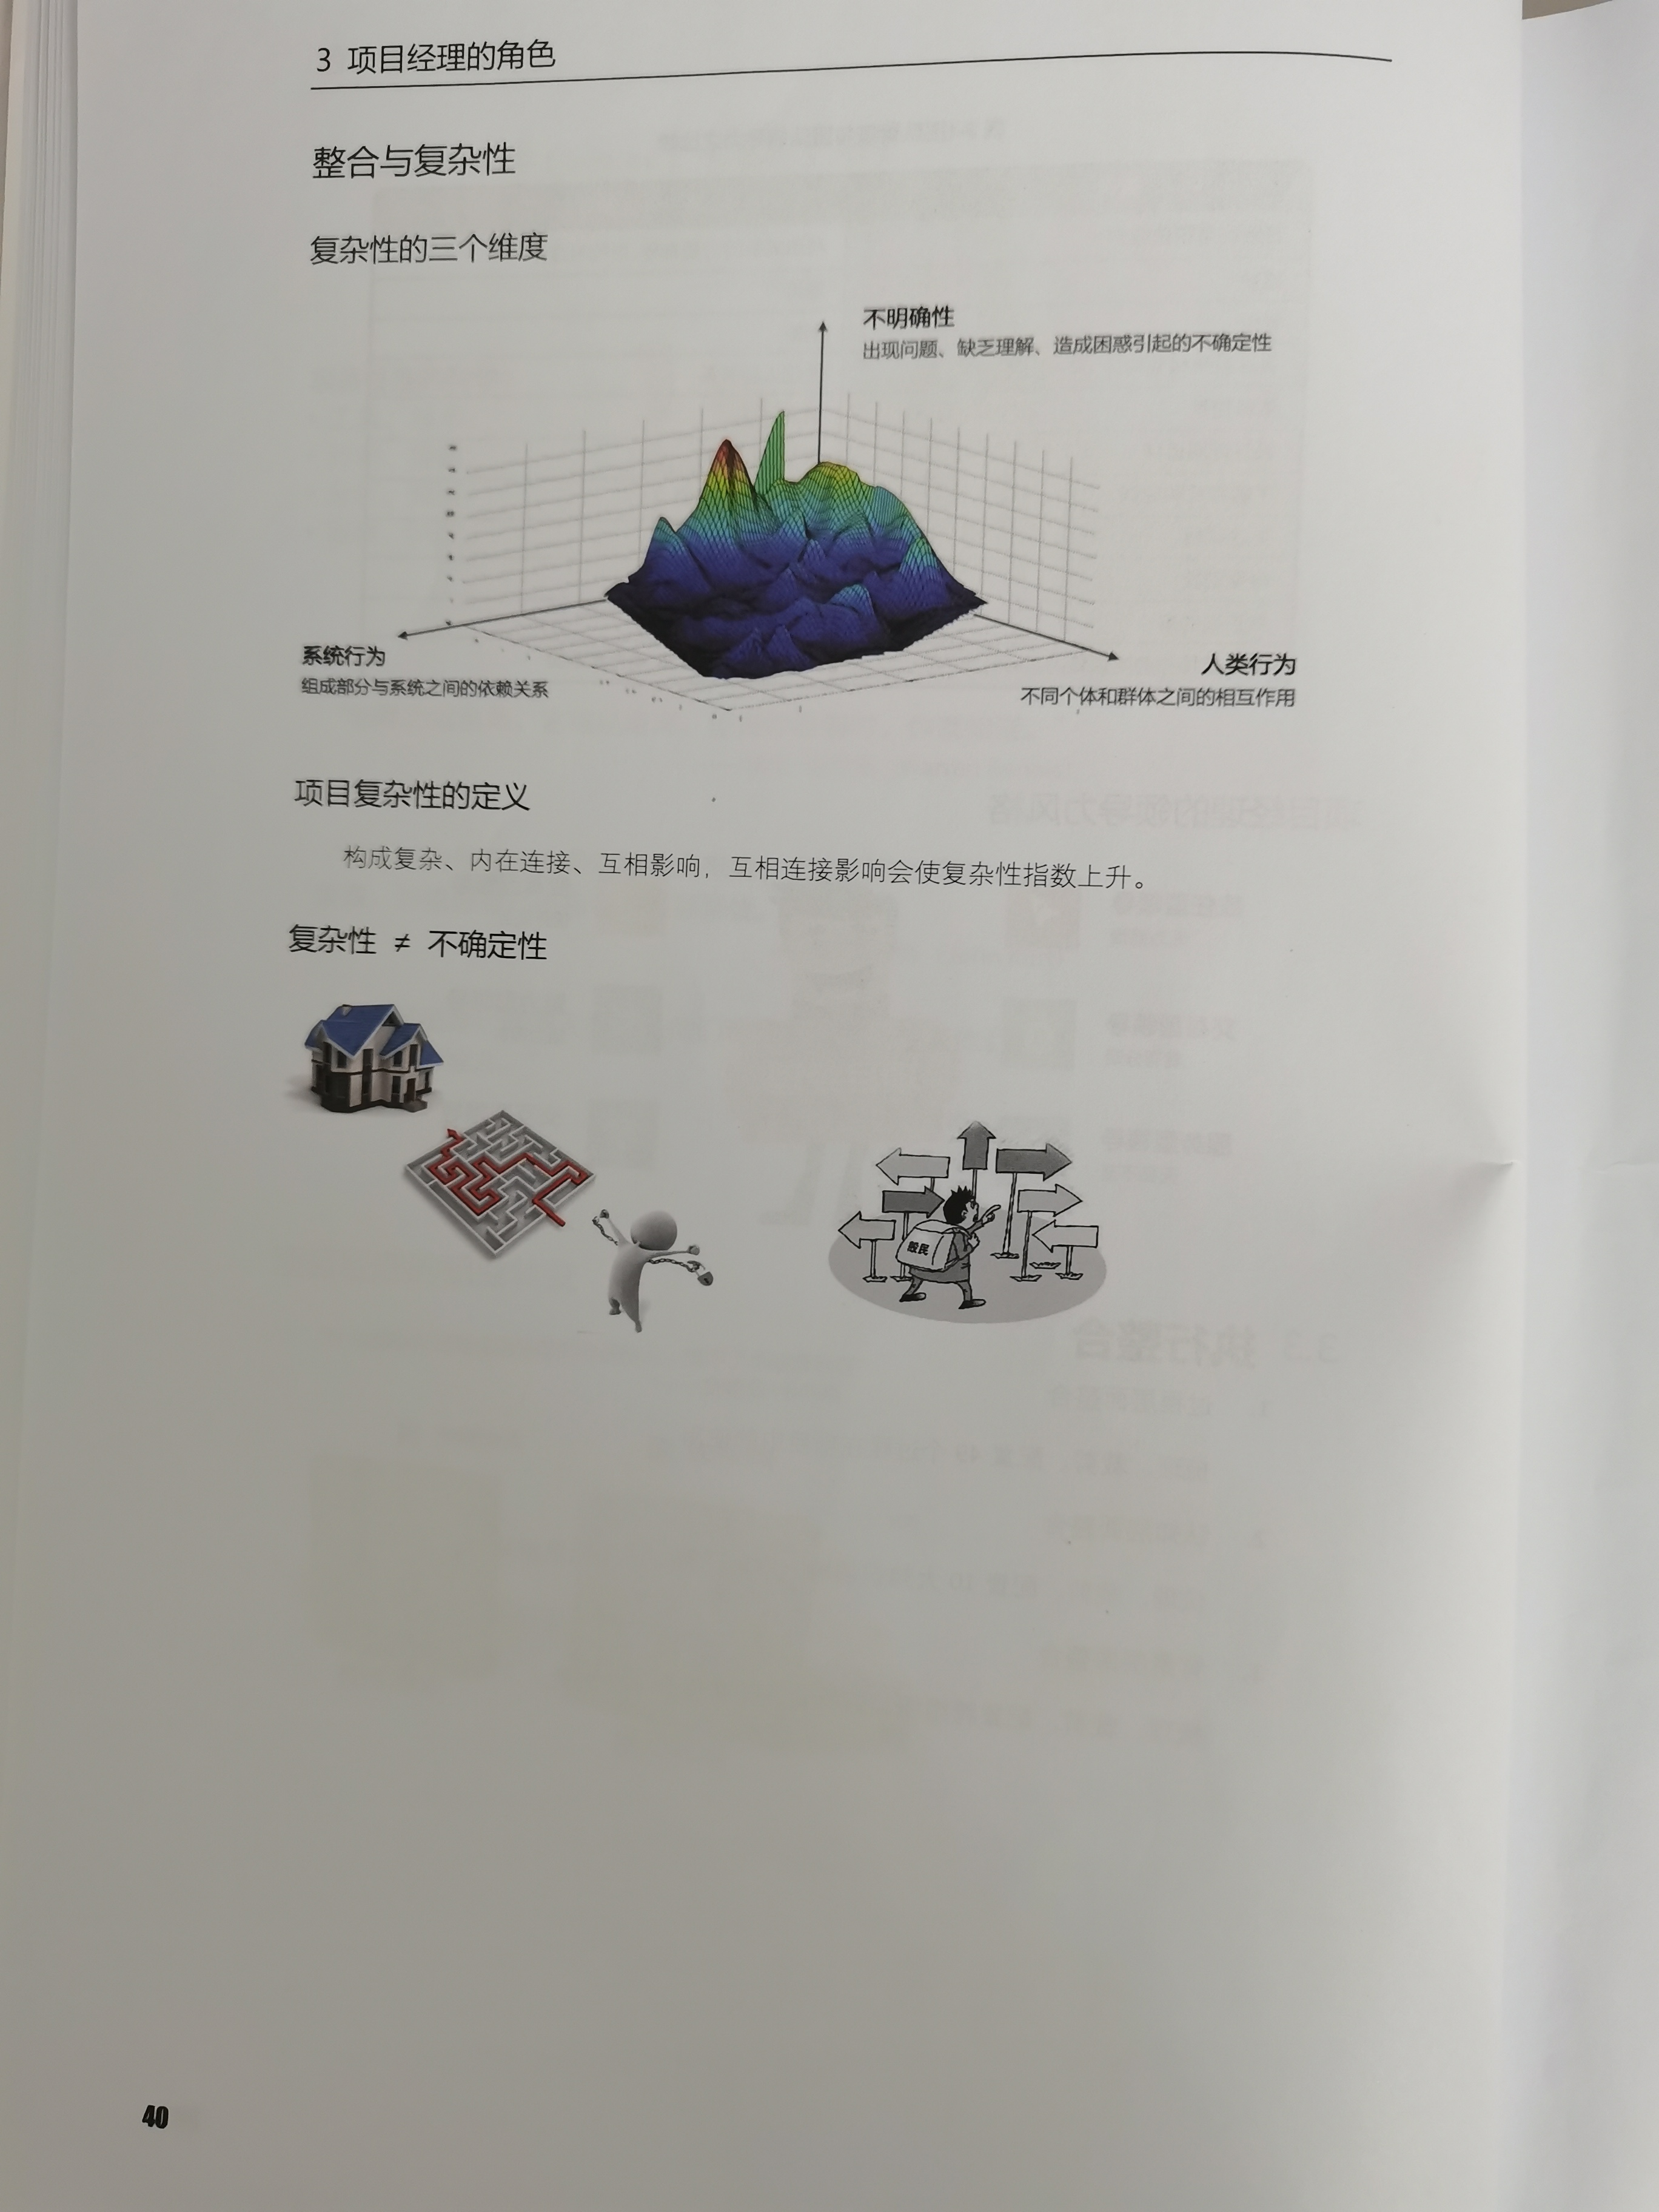 3 项目经理的角色
整合与复杂性
复杂性的三个维度
不明确性
出现问题、缺乏理解、造成困惑引起的不确定性
系统行为
组成部分与系统之间的依赖关系
人类行为
不同个体和群体之间的相互作用
项目复杂性的定义
构成复杂、内在连接、互相影响，互相连接影响会使复杂性指数上升。
复杂性 ≠ 不确定性
股民
40